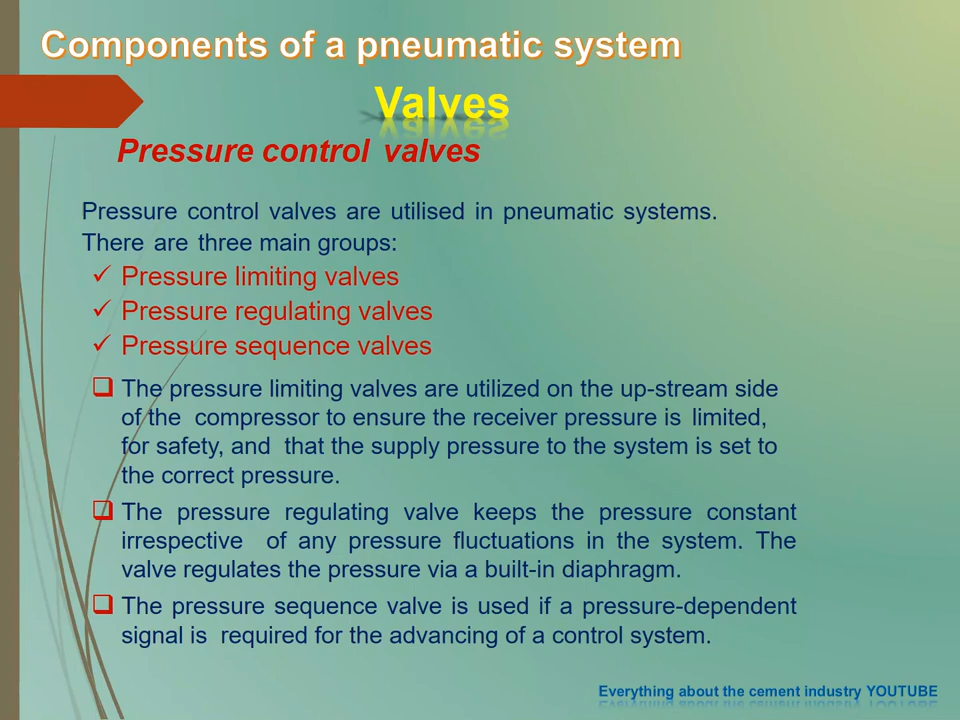 Components of a pneumatic system
Valves
Pressure control valves
Pressure control valves are utilised in pneumatic systems.
There are three main groups:
✓ Pressure limiting valves
✓ Pressure regulating valves
✓ Pressure sequence valves
❑ The pressure limiting valves are utilized on the up-stream side
of the compressor to ensure the receiver pressure is limited,
for safety, and that the supply pressure to the system is set to
the correct pressure.
❑ The pressure regulating valve keeps the pressure constant
irrespective of any pressure fluctuations in the system. The
valve regulates the pressure via a built-in diaphragm.
❑ The pressure sequence valve is used if a pressure-dependent
signal is required for the advancing of a control system.
Everything about the cement industry YOUTUBE